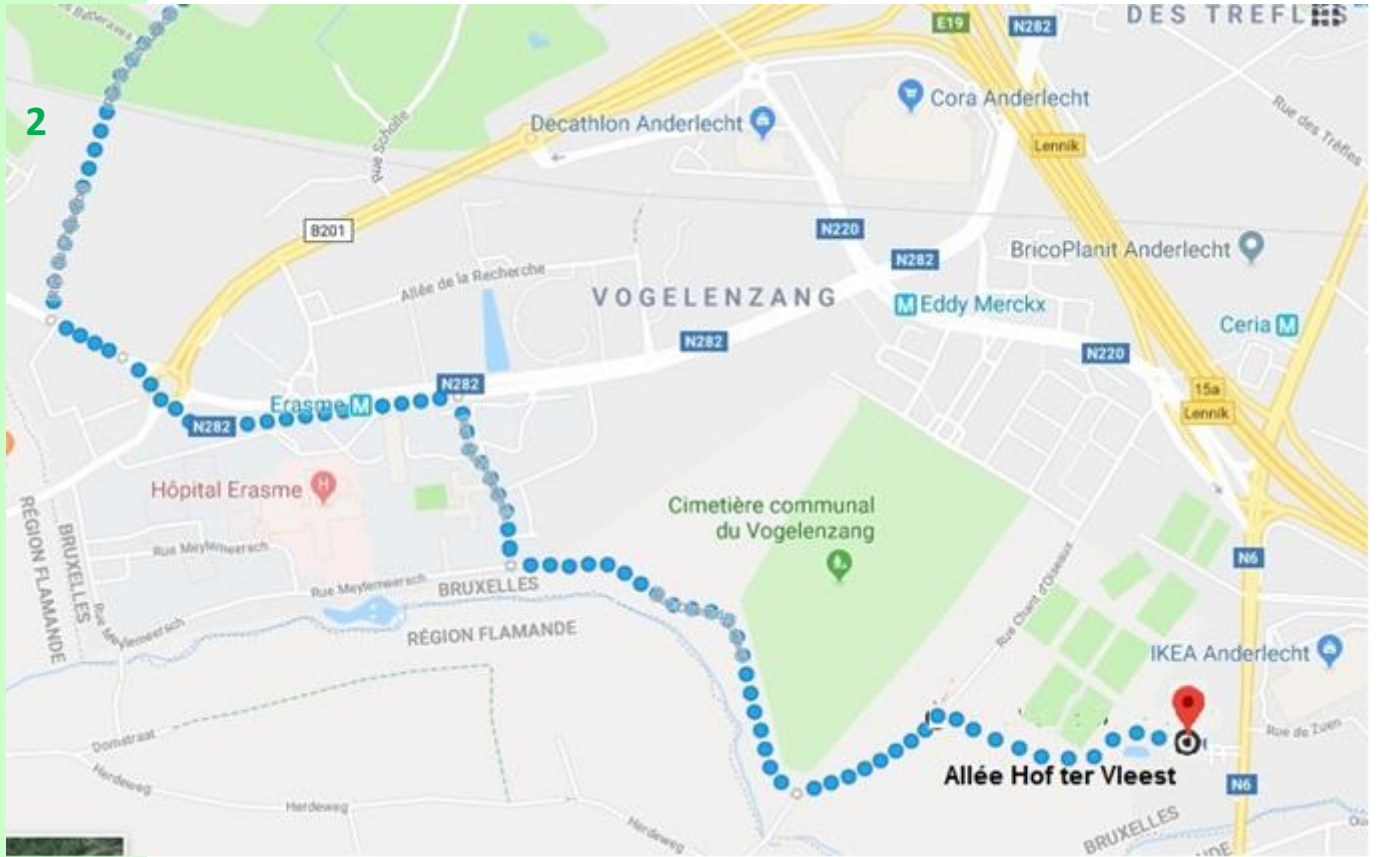 DES TREFLES
E19
N282
Cora Anderlecht
2
Decathlon Anderlecht
Rue des Trèfles
Rue Scholle
Lennik
B201
N220
BricoPlanit Anderlecht
N282
Allée de la Recherche
VOGELENZANG
Eddy Merckx
Ceria
N282
N220
15a
Lennik
N282
Erasme
N282
Hôpital Erasme
Cimetière communal
du Vogelenzang
RÉGION FLAMANDE
BRUXELLES
Rue Meylemeersch
Rue Meylemeersch
BRUXELLES
Rue Meylemeersch
RÉGION FLAMANDE
Rue Chant d'Oiseaux
N6
IKEA Anderlecht
Rue de Zuen
Domstraat
Herdeweg
Herdeweg
Herdeweg
Allée Hof ter Vleest
N6
BRUXELLES